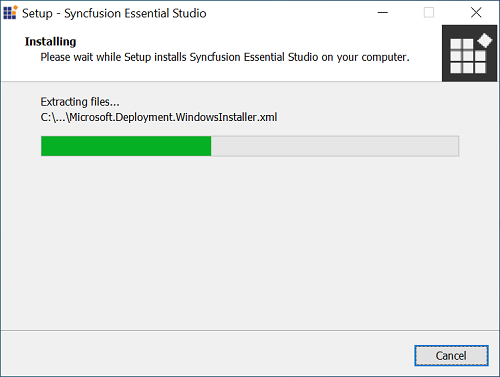 Setup - Syncfusion Essential Studio
Installing
Please wait while Setup installs Syncfusion Essential Studio on your computer.
Extracting files...
C:\...\Microsoft.Deployment.WindowsInstaller.xml
Cancel